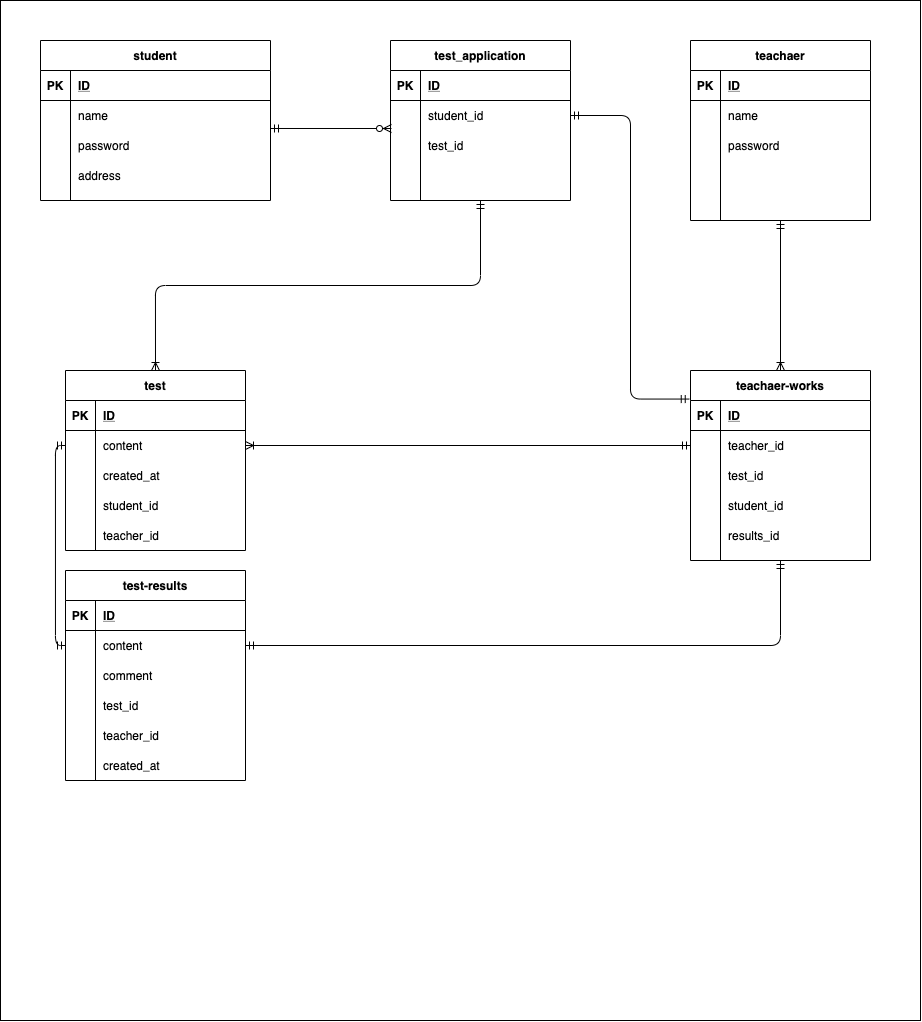 student
PK ID
name
password
address
test_application
PK ID
student_id
test_id
teachaer
PK ID
name
password
test
PK ID
content
created_at
student_id
teacher_id
teachaer-works
PK ID
teacher_id
test_id
student_id
results_id
test-results
PK ID
content
comment
test_id
teacher_id
created_at